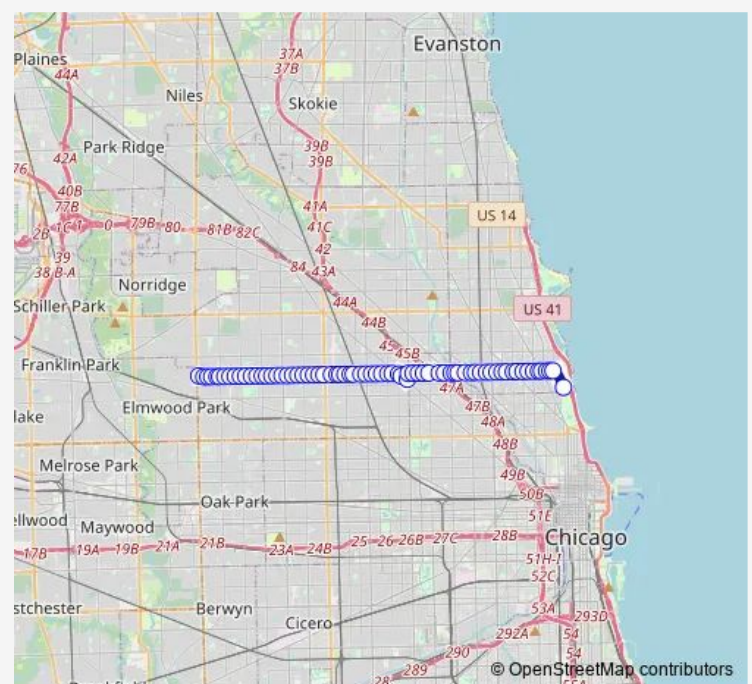 Evanston
37A
37B
Plaines
44A
Niles
Skokie
39B
39B
Park Ridge
42A
76
40B
77B
1C
1
0
79B
80
81B
82C
41A
41C
42
US 14
2B
39
38 B-A
84
43A
Norridge
44A
Schiller Park
US 41
44B
45
45B
Franklin Park
47A
lake
Elmwood Park
47B
48A
48B
Melrose Park
49B
Oak Park
50B
ellwood
Maywood
51E
Chicago
17B
19A
19B
21A
21B
23A
24B
25
26
26B
27C
28B
51H-I
52C
stchester
Berwyn
Cicero
53A
293D
292A
54
290
54
289
28
© OpenStreetMap contributors